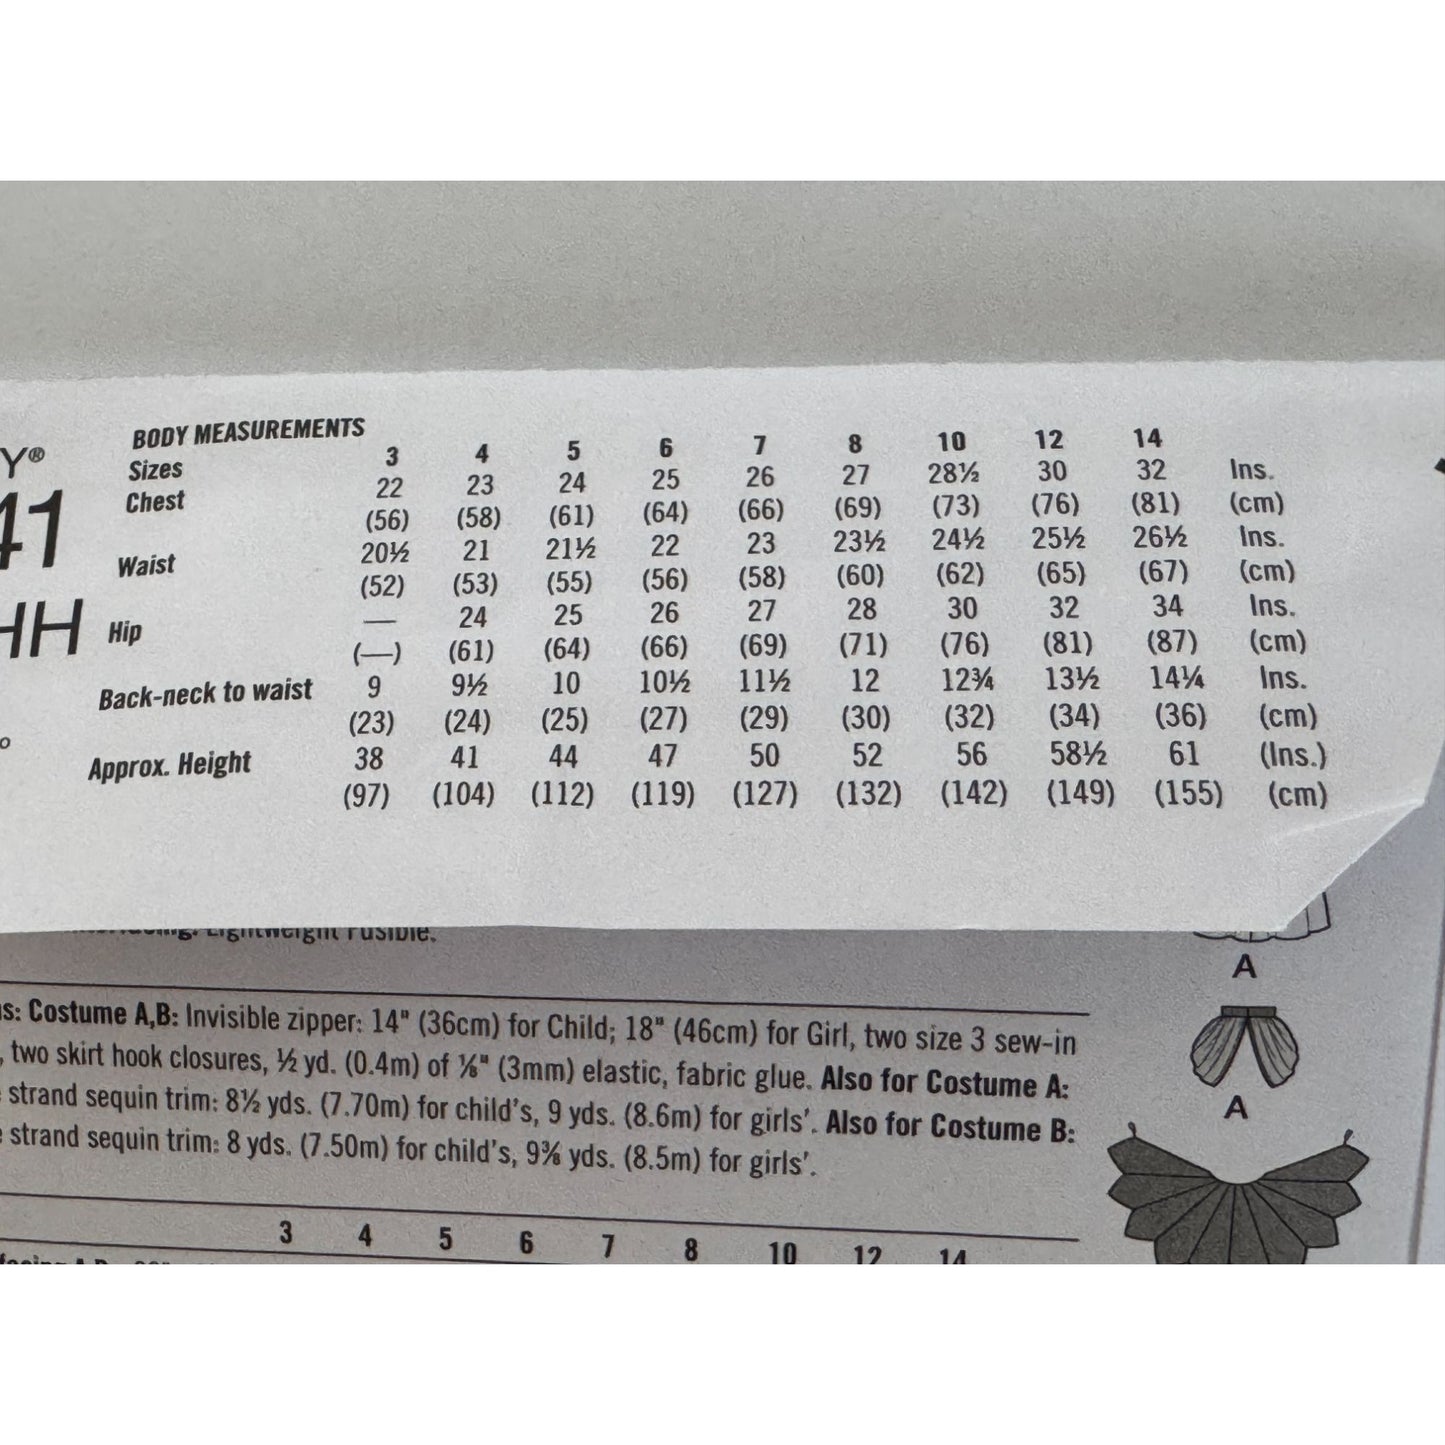 Y®
41
HH
BODY MEASUREMENTS
Sizes 3 4 5 6 7 8 10 12 14
Chest 22 23 24 25 26 27 28½ 30 32 Ins.
(56) (58) (61) (64) (66) (69) (73) (76) (81) (cm)
Waist 20½ 21 21½ 22 23 23½ 24½ 25½ 26½ Ins.
(52) (53) (55) (56) (58) (60) (62) (65) (67) (cm)
Hip — 24 25 26 27 28 30 32 34 Ins.
(—) (61) (64) (66) (69) (71) (76) (81) (87) (cm)
Back-neck to waist 9 9½ 10 10½ 11½ 12 12¾ 13½ 14¼ Ins.
(23) (24) (25) (27) (29) (30) (32) (34) (36) (cm)
Approx. Height 38 41 44 47 50 52 56 58½ 61 (Ins.)
(97) (104) (112) (119) (127) (132) (142) (149) (155) (cm)
Lightweight Fusible.
A
s: Costume A,B: Invisible zipper: 14" (36cm) for Child; 18" (46cm) for Girl, two size 3 sew-in
, two skirt hook closures, ½ yd. (0.4m) of ⅛" (3mm) elastic, fabric glue. Also for Costume A:
strand sequin trim: 8½ yds. (7.70m) for child's, 9 yds. (8.6m) for girls'. Also for Costume B:
strand sequin trim: 8 yds. (7.50m) for child's, 9⅜ yds. (8.5m) for girls'.
A
3 4 5 6 7 8 10 12 14